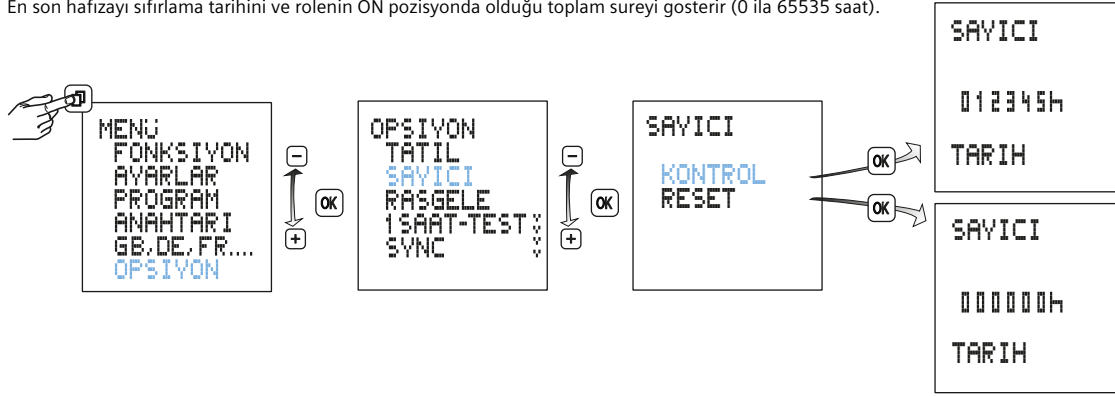 En son hafızayı sıfırlama tarihini ve rolenin ON pozisyonda olduğu toplam sureyi gosterir (0 ila 65535 saat).
MENÜ
FONKSIYON
AYARLAR
PROGRAM
ANAHTARI
GB,DE,FR....
OPSIYON
−
+
OK
OPSIYON
TATIL
SAYICI
RASGELE
1SAAT-TEST
SYNC
−
+
OK
SAYICI
KONTROL
RESET
OK
OK
SAYICI
012345h
TARIH
SAYICI
000000h
TARIH